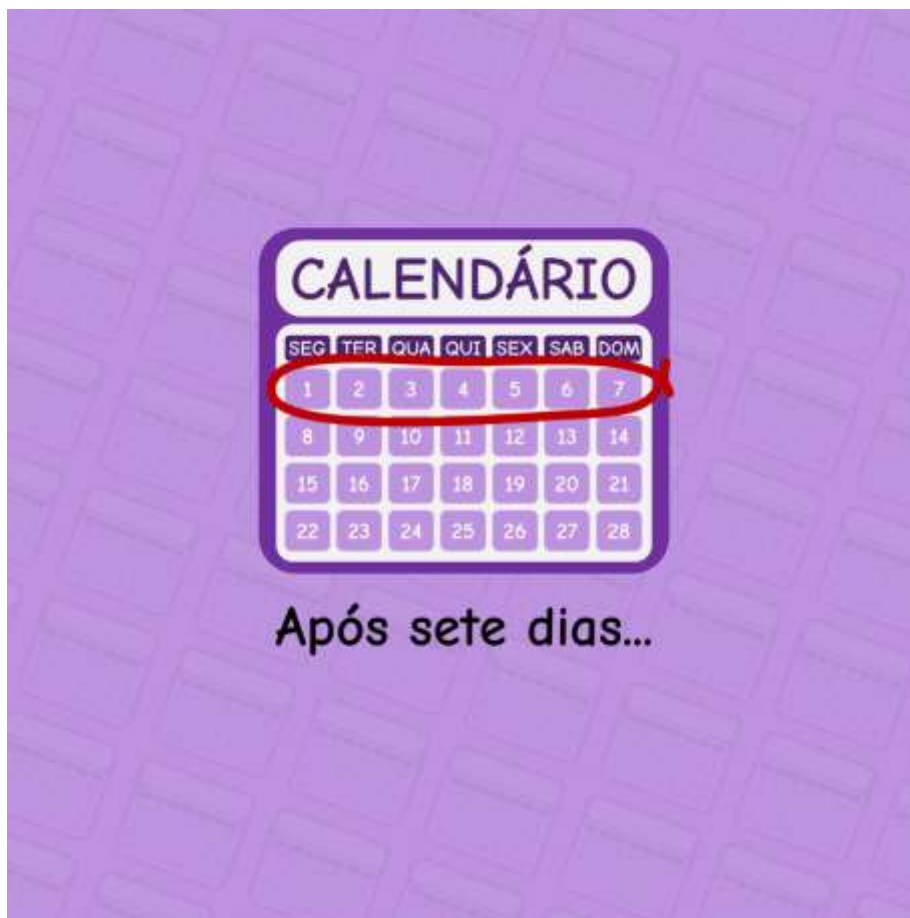 CALENDÁRIO
SEG TER QUA QUI SEX SAB DOM
1 2 3 4 5 6 7
8 9 10 11 12 13 14
15 16 17 18 19 20 21
22 23 24 25 26 27 28
Após sete dias...